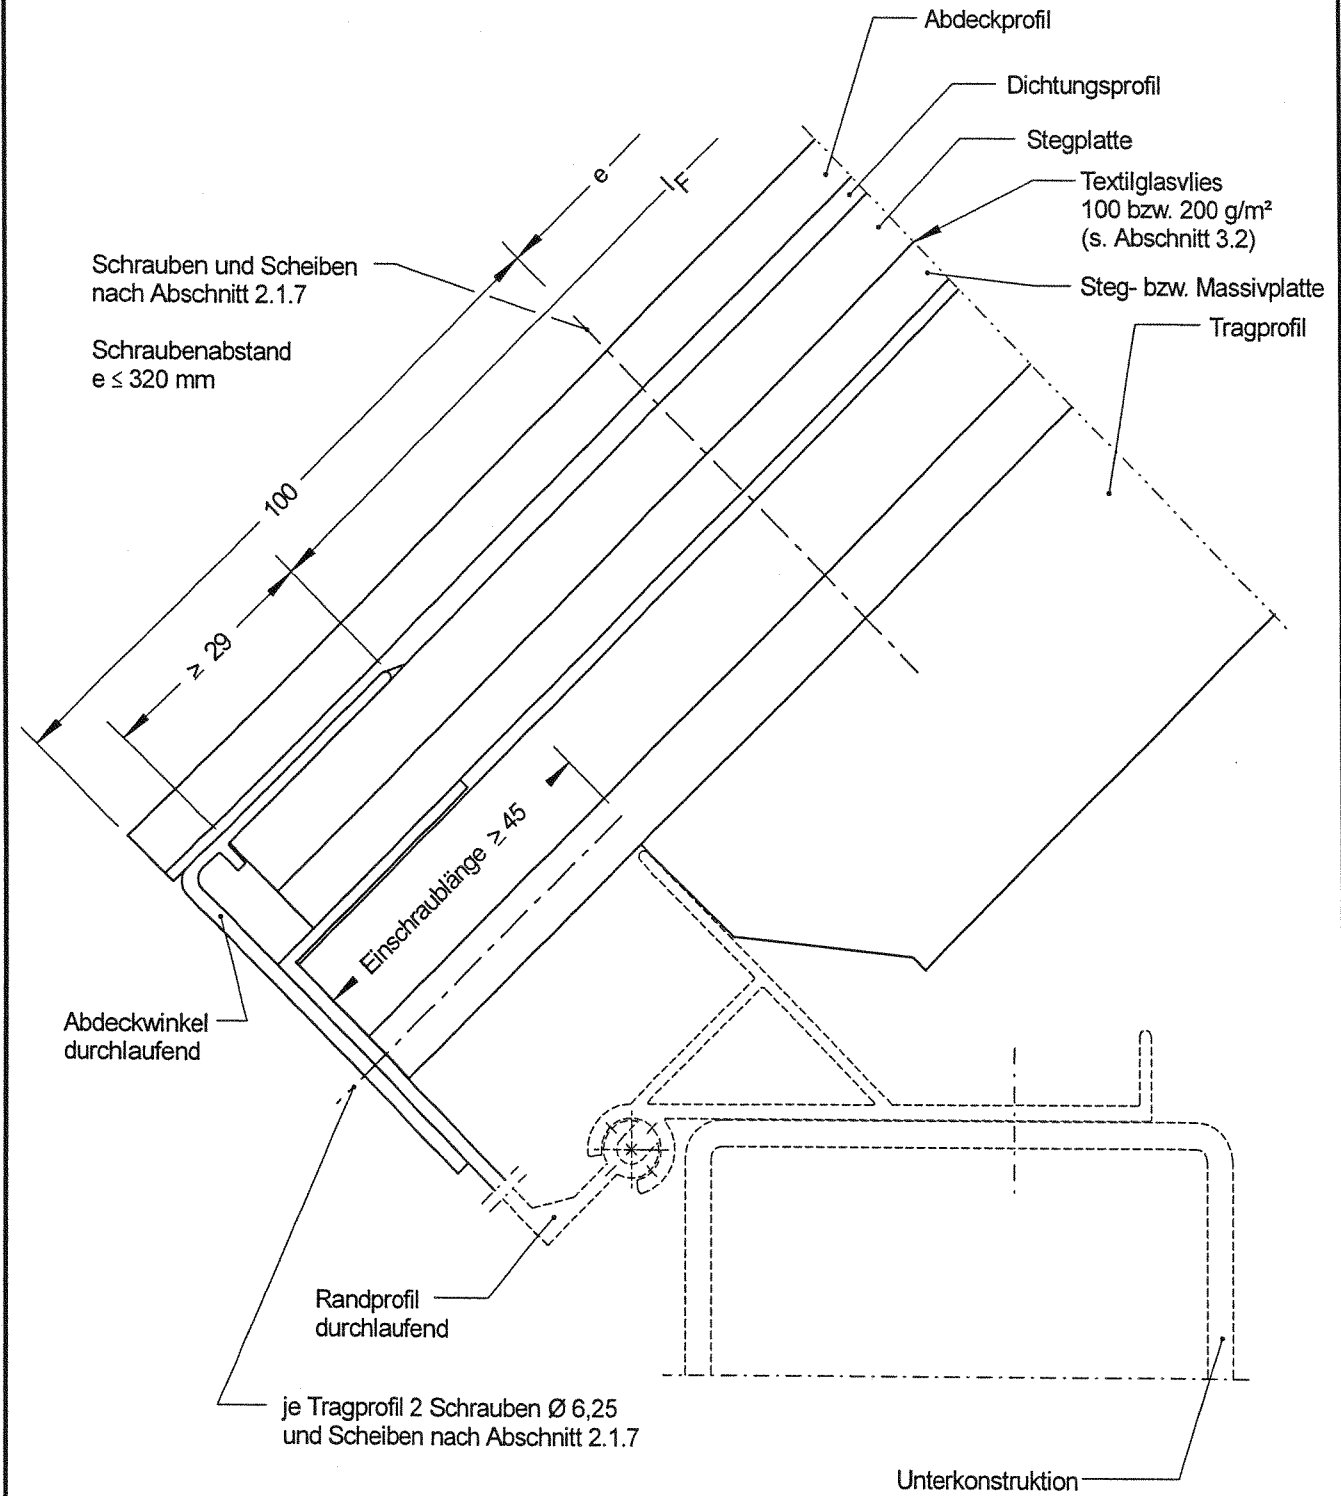 Abdeckprofil
Dichtungsprofil
Stegplatte
Textilglasvlies
100 bzw. 200 g/m²
(s. Abschnitt 3.2)
Steg- bzw. Massivplatte
Tragprofil
e
lF
Schrauben und Scheiben
nach Abschnitt 2.1.7
Schraubenabstand
e ≤ 320 mm
100
≥ 29
Einschraublänge ≥ 45
Abdeckwinkel
durchlaufend
Randprofil
durchlaufend
je Tragprofil 2 Schrauben Ø 6,25
und Scheiben nach Abschnitt 2.1.7
Unterkonstruktion